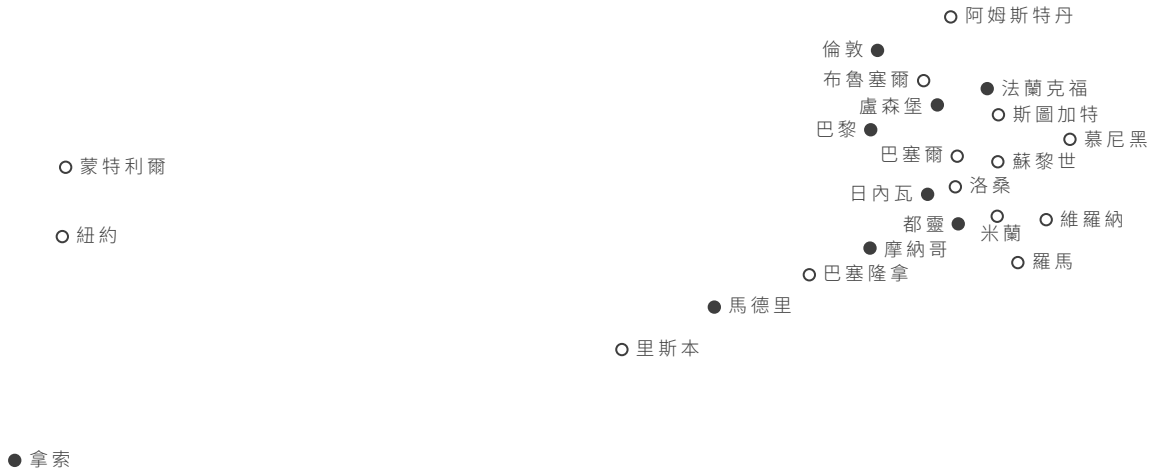 阿姆斯特丹
倫敦
布魯塞爾
法蘭克福
盧森堡
斯圖加特
巴黎
慕尼黑
巴塞爾
蘇黎世
蒙特利爾
洛桑
日內瓦
維羅納
都靈
米蘭
紐約
摩納哥
羅馬
巴塞隆拿
馬德里
里斯本
拿索